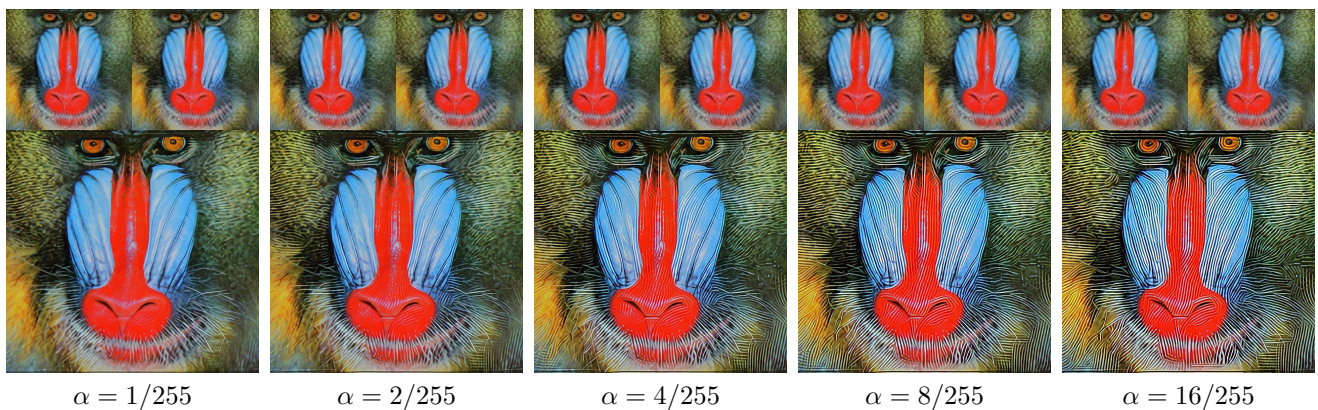 α = 1/255 α = 2/255 α = 4/255 α = 8/255 α = 16/255